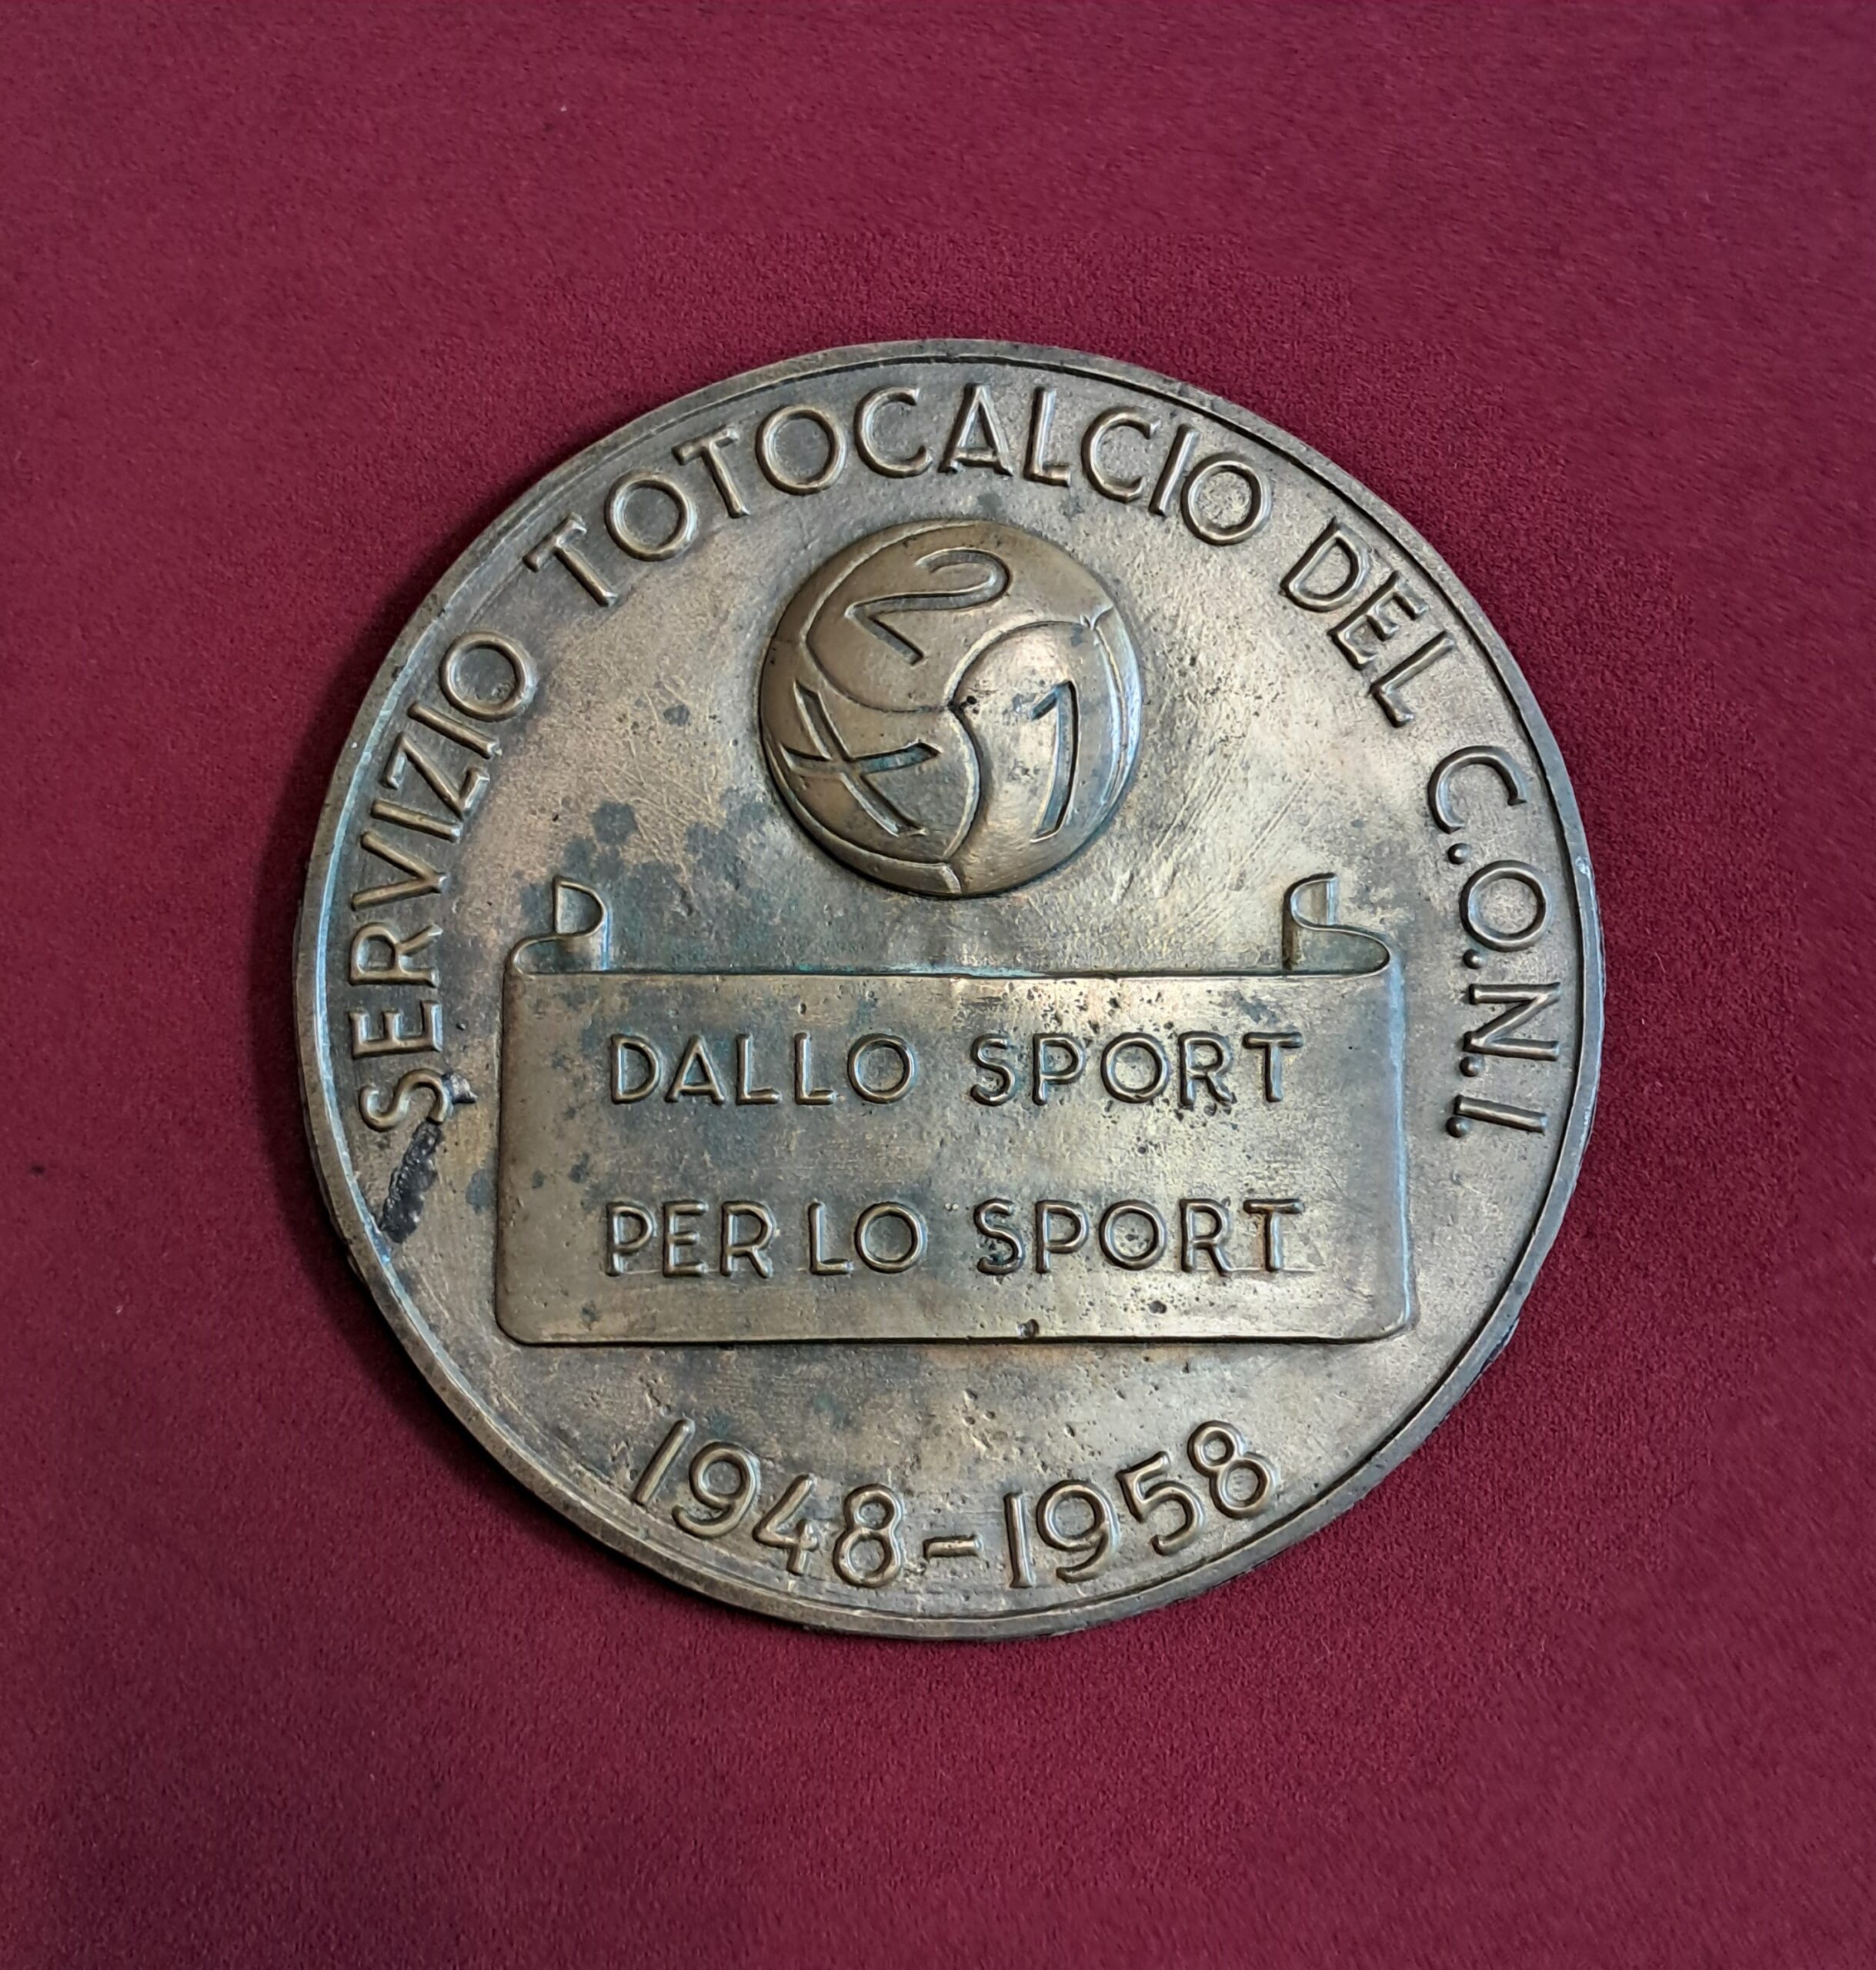 SERVIZIO TOTOCALCIO DEL C.O.N.I.
2
X 1
DALLO SPORT
PER LO SPORT
1948-1958